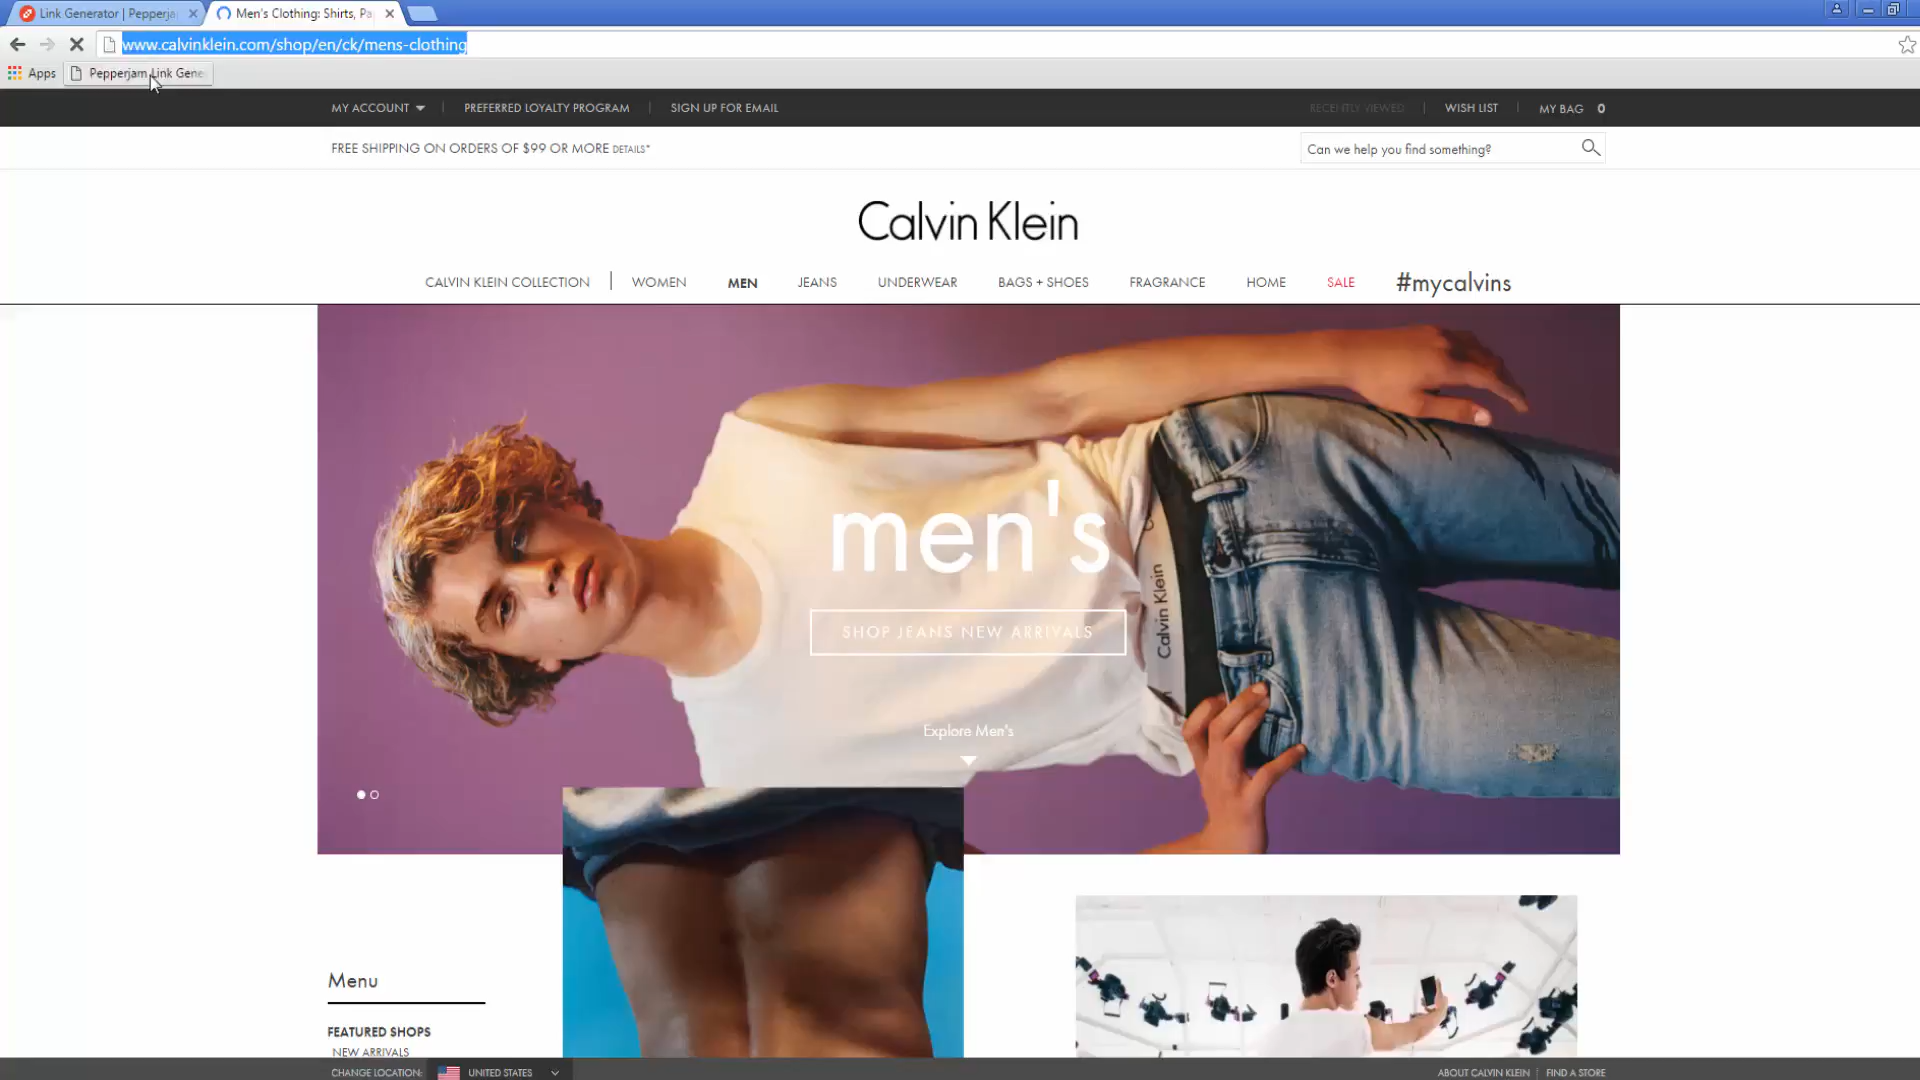 Link Generator | Pepperja
Men's Clothing: Shirts, Pa
www.calvinklein.com/shop/en/ck/mens-clothing
Apps
Pepperjam Link Gene
MY ACCOUNT
PREFERRED LOYALTY PROGRAM
SIGN UP FOR EMAIL
RECENTLY VIEWED
WISH LIST
MY BAG 0
FREE SHIPPING ON ORDERS OF $99 OR MORE DETAILS*
Can we help you find something?
Calvin Klein
CALVIN KLEIN COLLECTION
WOMEN
MEN
JEANS
UNDERWEAR
BAGS + SHOES
FRAGRANCE
HOME
SALE
#mycalvins
men's
SHOP JEANS NEW ARRIVALS
Calvin Klein
Explore Men's
Menu
FEATURED SHOPS
NEW ARRIVALS
CHANGE LOCATION:
UNITED STATES
ABOUT CALVIN KLEIN
FIND A STORE